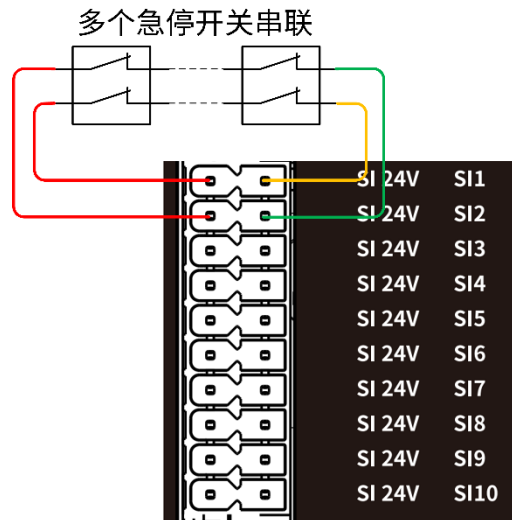 多个急停开关串联
SI 24V SI1
SI 24V SI2
SI 24V SI3
SI 24V SI4
SI 24V SI5
SI 24V SI6
SI 24V SI7
SI 24V SI8
SI 24V SI9
SI 24V SI10